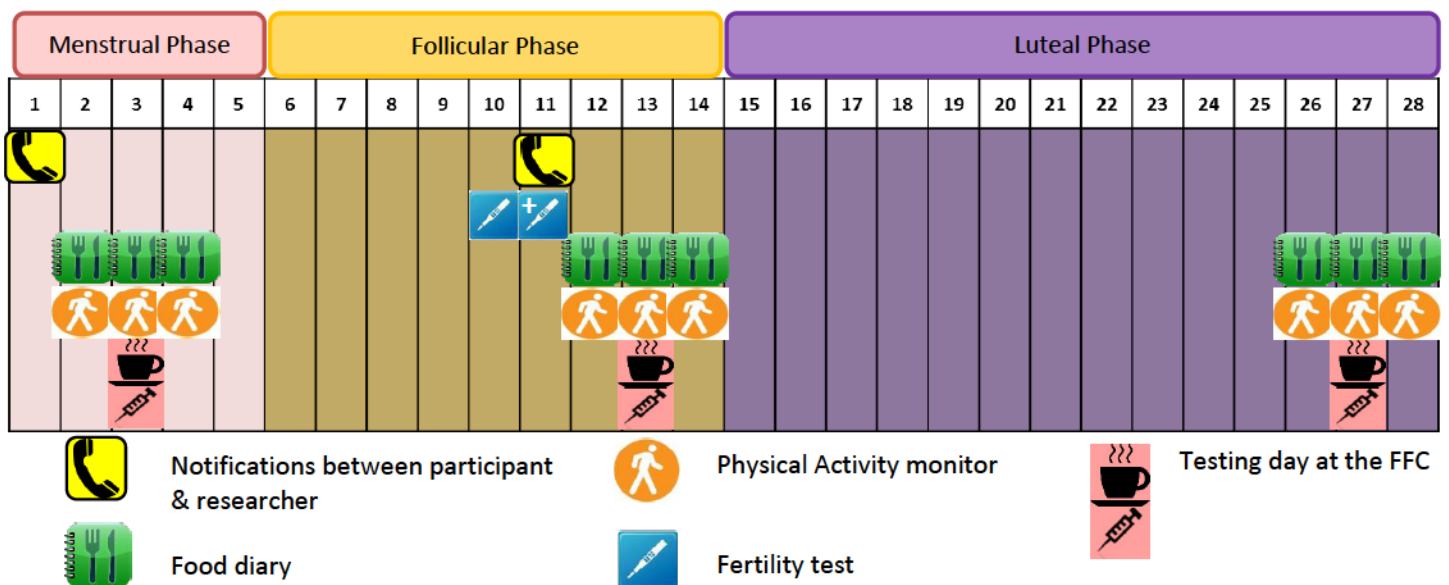 Menstrual Phase Follicular Phase Luteal Phase
1 2 3 4 5 6 7 8 9 10 11 12 13 14 15 16 17 18 19 20 21 22 23 24 25 26 27 28
+
Notifications between participant
& researcher
Physical Activity monitor
Testing day at the FFC
Food diary
Fertility test